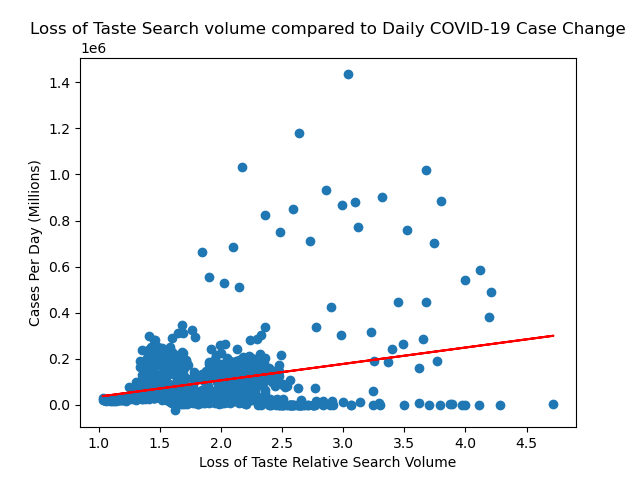 Loss of Taste Search volume compared to Daily COVID-19 Case Change
1e6
1.4
1.2
1.0
0.8
0.6
0.4
0.2
0.0
Cases Per Day (Millions)
1.0 1.5 2.0 2.5 3.0 3.5 4.0 4.5
Loss of Taste Relative Search Volume